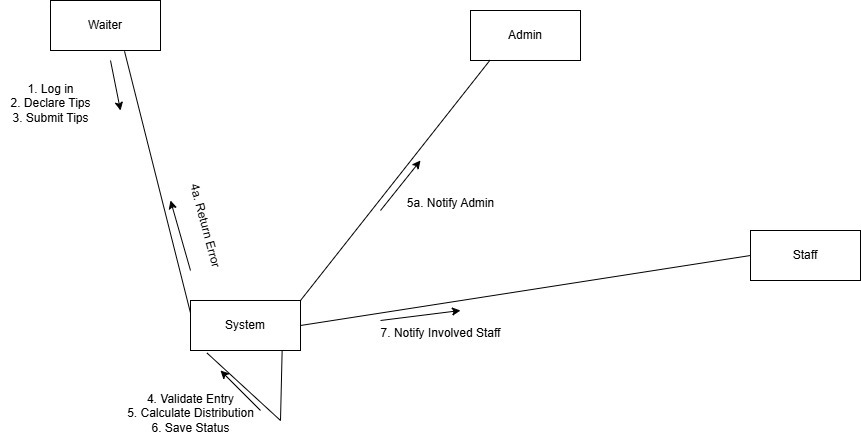 Waiter
Admin
1. Log in
2. Declare Tips
3. Submit Tips
4a. Return Error
5a. Notify Admin
Staff
System
7. Notify Involved Staff
4. Validate Entry
5. Calculate Distribution
6. Save Status